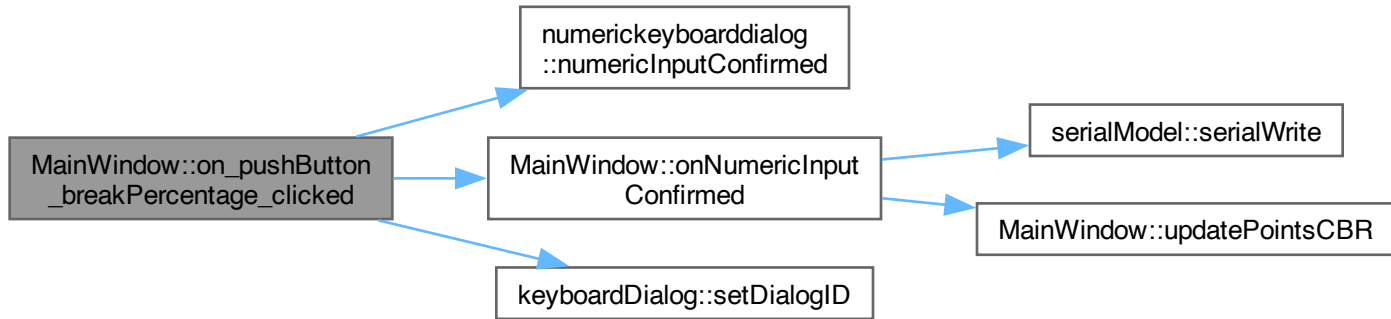 numerickeyboarddialog
::numericInputConfirmed
MainWindow::on_pushButton
_breakPercentage_clicked
MainWindow::onNumericInput
Confirmed
serialModel::serialWrite
MainWindow::updatePointsCBR
keyboardDialog::setDialogID